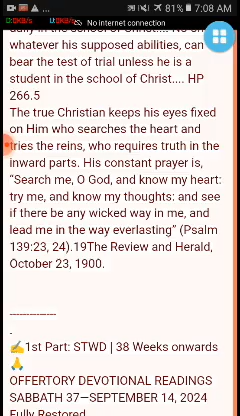 0.0KB/s U:0.0KB/s 81% 7:08 AM
No internet connection
daily in the school of Christ.... No one
whatever his supposed abilities, can
bear the test of trial unless he is a
student in the school of Christ.... HP
266.5
The true Christian keeps his eyes fixed
on Him who searches the heart and
tries the reins, who requires truth in the
inward parts. His constant prayer is,
“Search me, O God, and know my heart:
try me, and know my thoughts: and see
if there be any wicked way in me, and
lead me in the way everlasting” (Psalm
139:23, 24).19The Review and Herald,
October 23, 1900.
--------------
.
✍️1st Part: STWD | 38 Weeks onwards
🙏
OFFERTORY DEVOTIONAL READINGS
SABBATH 37—SEPTEMBER 14, 2024
Fully Restored